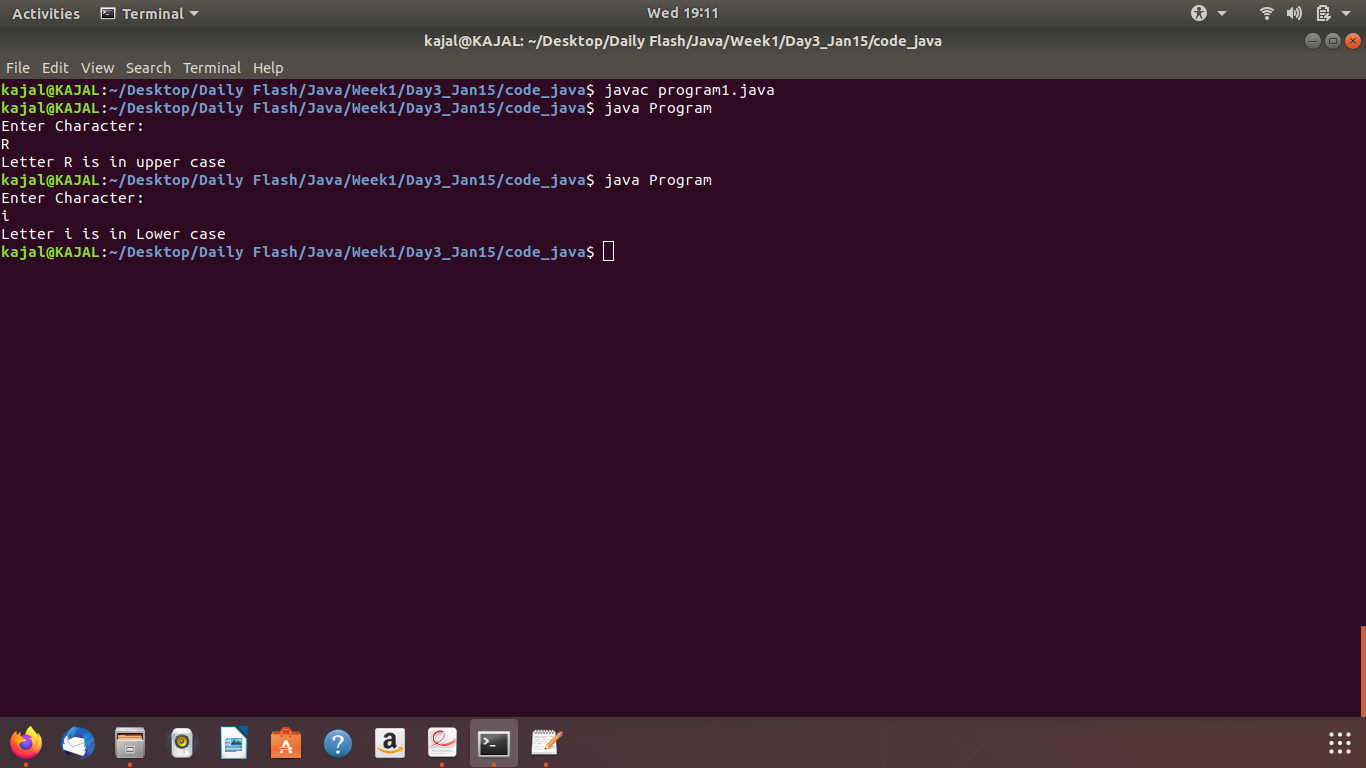 Activities Terminal Wed 19:11
kajal@KAJAL: ~/Desktop/Daily Flash/Java/Week1/Day3_Jan15/code_java
File Edit View Search Terminal Help
kajal@KAJAL:~/Desktop/Daily Flash/Java/Week1/Day3_Jan15/code_java$ javac program1.java
kajal@KAJAL:~/Desktop/Daily Flash/Java/Week1/Day3_Jan15/code_java$ java Program
Enter Character:
R
Letter R is in upper case
kajal@KAJAL:~/Desktop/Daily Flash/Java/Week1/Day3_Jan15/code_java$ java Program
Enter Character:
i
Letter i is in Lower case
kajal@KAJAL:~/Desktop/Daily Flash/Java/Week1/Day3_Jan15/code_java$